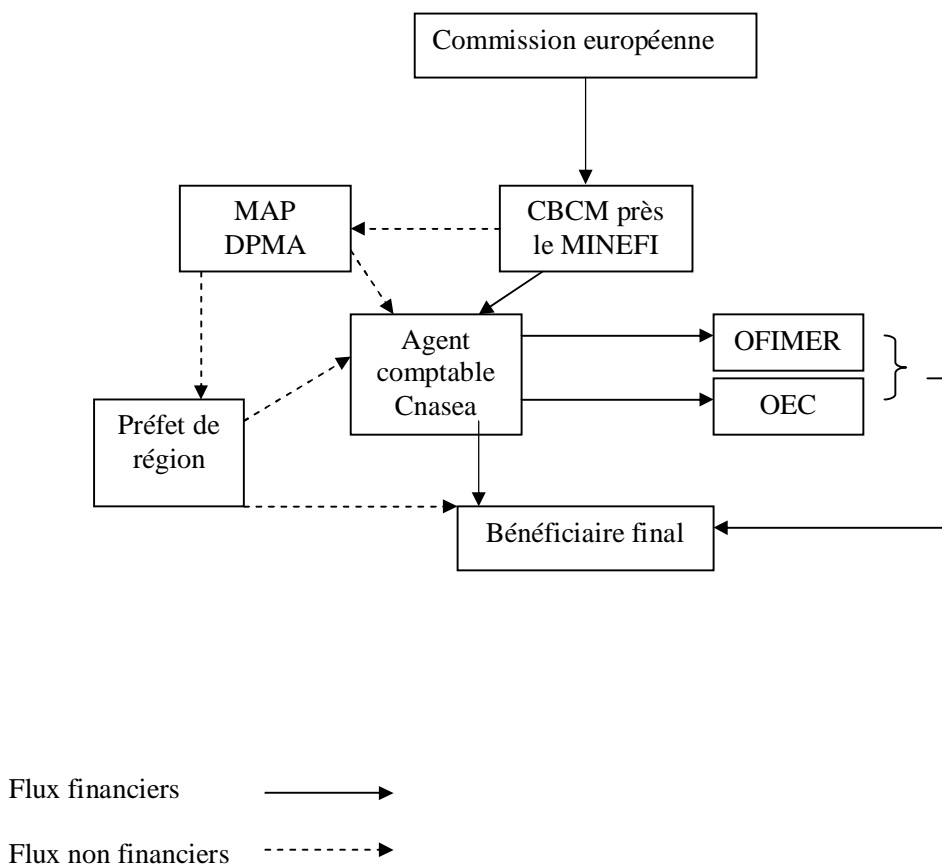 Commission européenne
MAP
DPMA
CBCM près
le MINEFI
Agent
comptable
Cnasea
OFIMER
OEC
Préfet de
région
Bénéficiaire final
Flux financiers
Flux non financiers